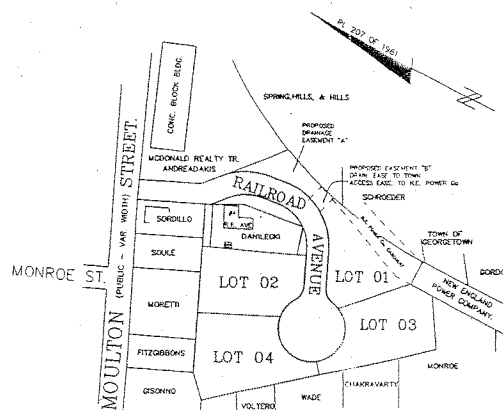 PL 207 OF 1961
CONC. BLOCK BLDG.
SPRING, HILLS, & HILLS
PROPOSED
DRAINAGE
EASEMENT "A"
MCDONALD REALTY TR.
ANDREADAKIS
PROPOSED EASEMENT "B"
DRAIN EASE TO TOWN
ACCESS EASE. TO N.E. POWER Co
SCHROEDER
RAILROAD
AVENUE
SORDILLO
#4
R.R. AVE
DANILECIG
TOWN OF
GEORGETOWN
SOULE
LOT 02
LOT 01
NEW ENGLAND
POWER COMPANY
MONROE ST.
MOULTON (PUBLIC - VAR. WIDTH) STREET.
MORETTI
LOT 03
FITZGIBBONS
LOT 04
MONROE
CHAKRAVARTY
GISONNO
VOLTERO
WADE